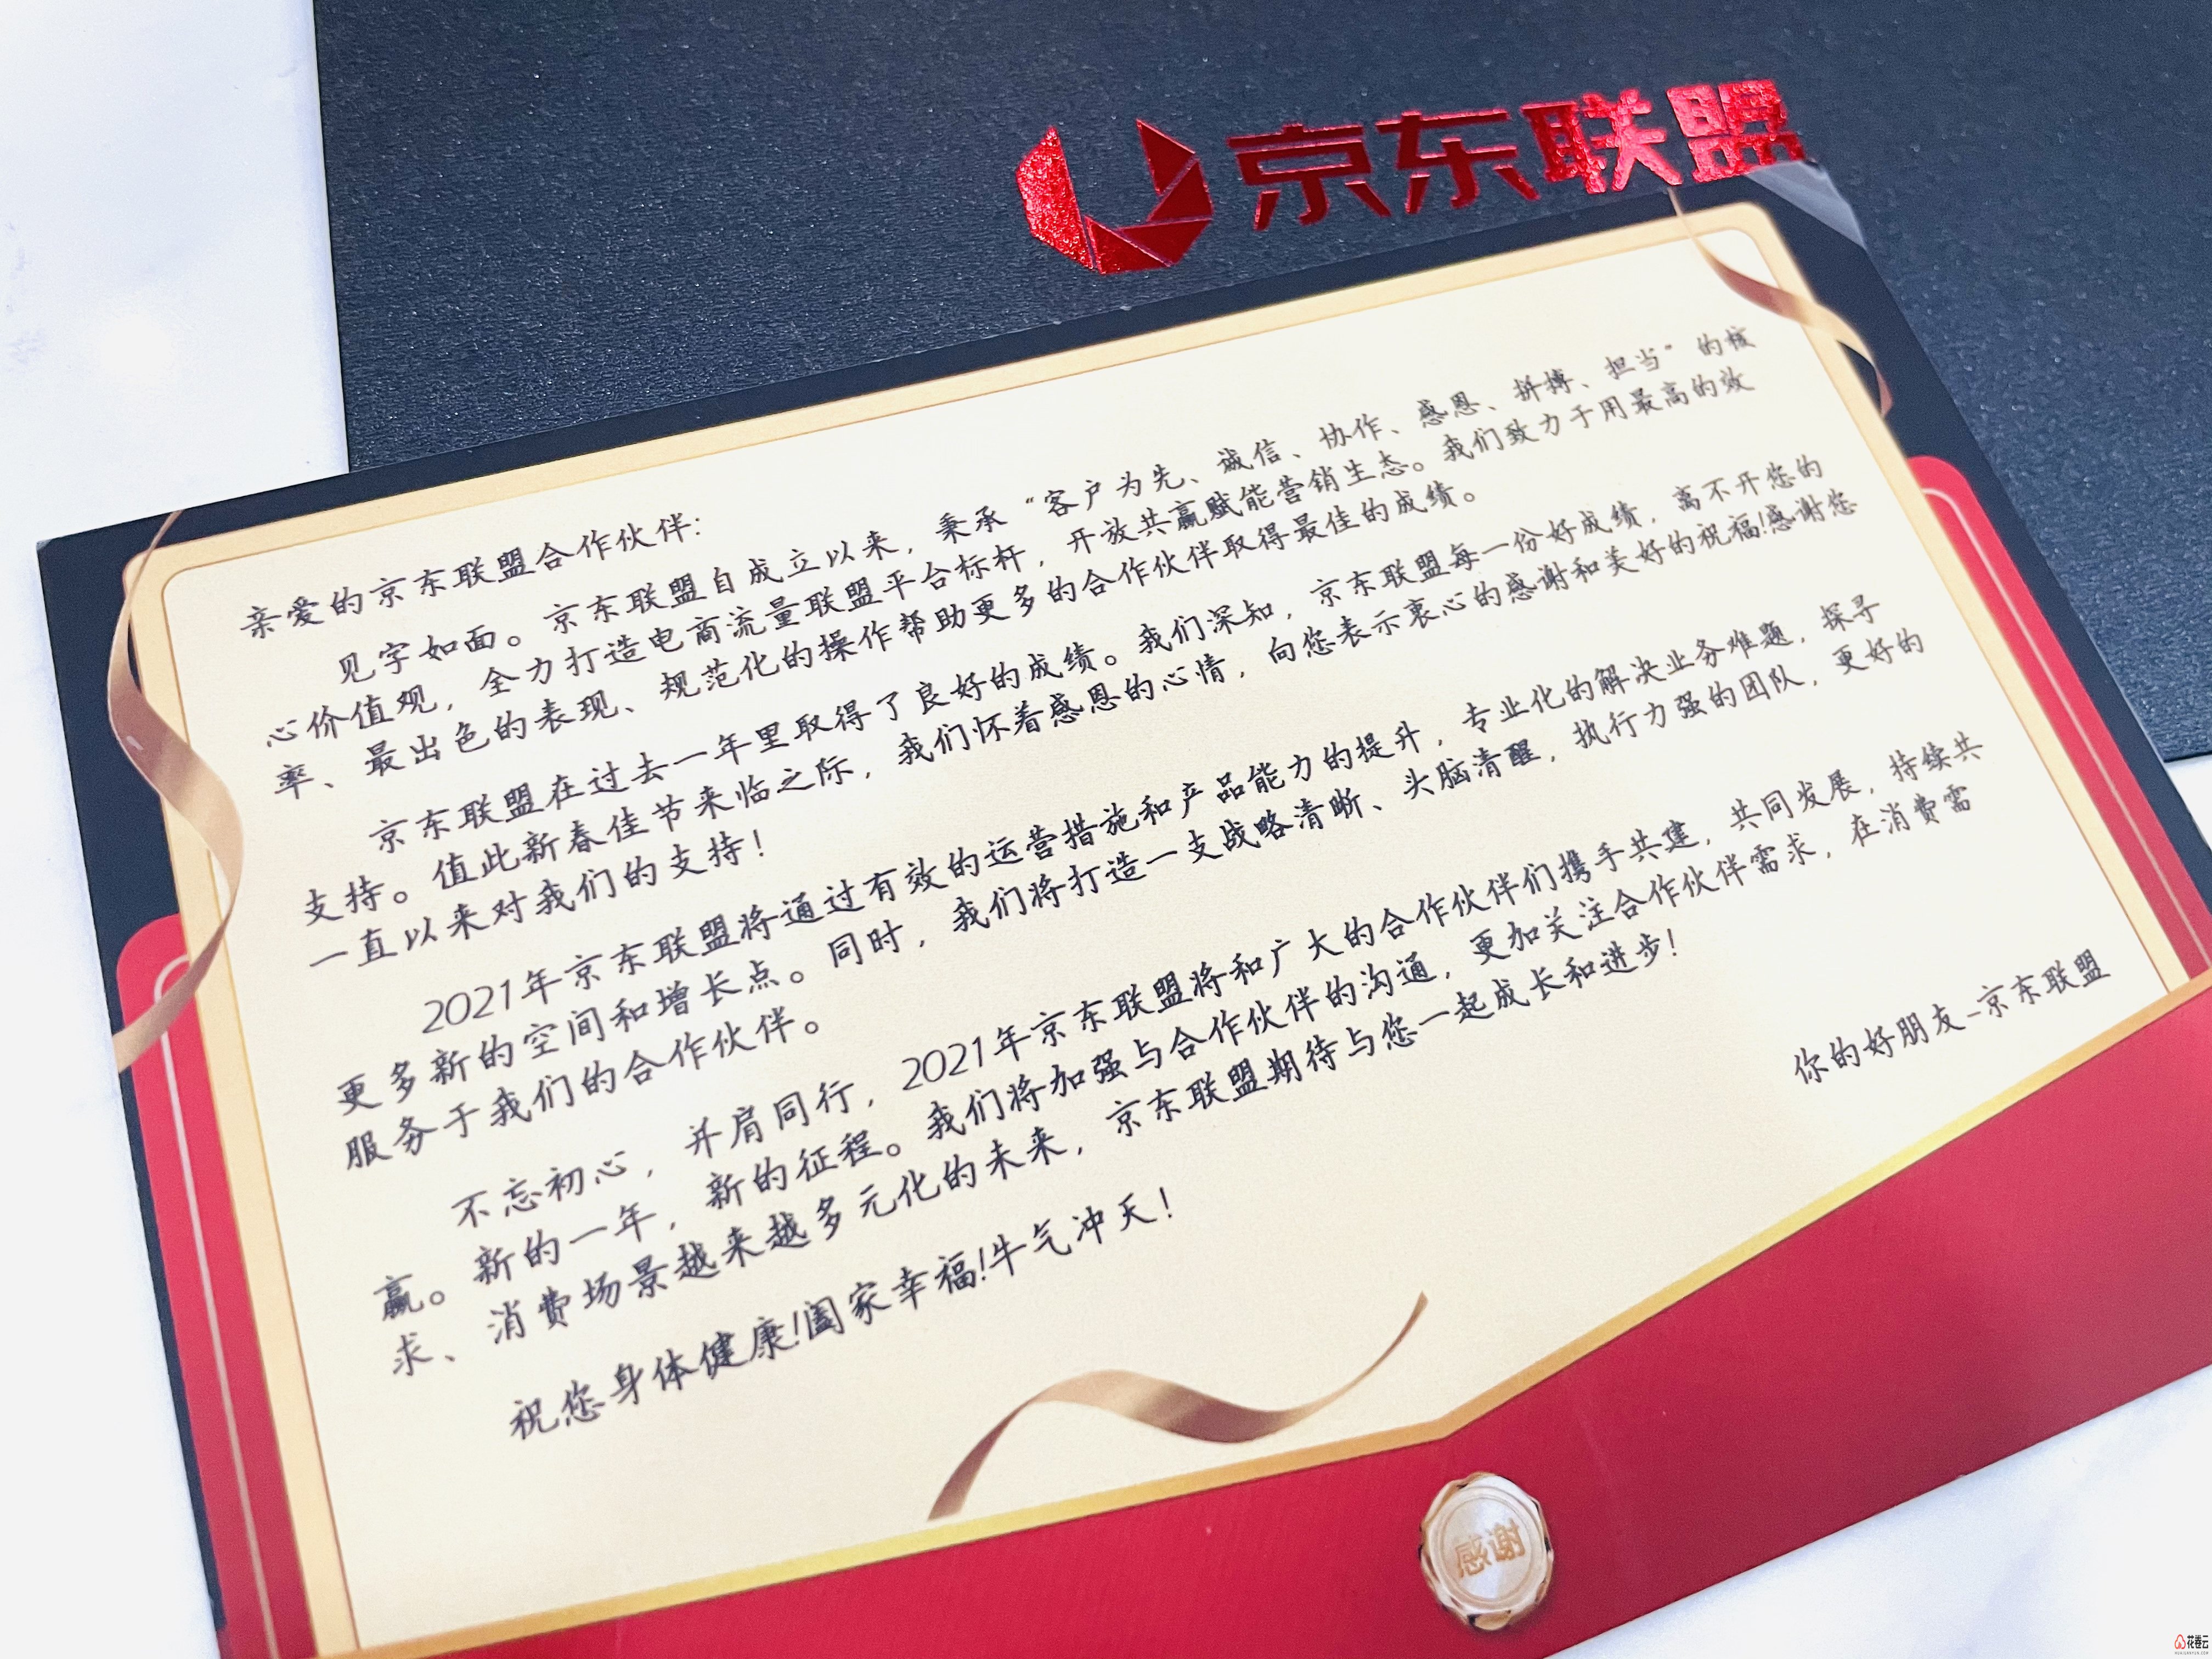 京东联盟
亲爱的京东联盟合作伙伴:
见字如面。京东联盟自成立以来，秉承“客户为先、诚信、协作、感恩、拼搏、担当”的核
心价值观，全力打造电商流量联盟平台标杆，开放共赢赋能营销生态。我们致力于用最高的效
率、最出色的表现、规范化的操作帮助更多的合作伙伴取得最佳的成绩。
京东联盟在过去一年里取得了良好的成绩。我们深知，京东联盟每一份好成绩，离不开您的
支持。值此新春佳节来临之际，我们怀着感恩的心情，向您表示衷心的感谢和美好的祝福!感谢您
一直以来对我们的支持!
2021年京东联盟将通过有效的运营措施和产品能力的提升，专业化的解决业务难题，探寻
更多新的空间和增长点。同时，我们将打造一支战略清晰、头脑清醒，执行力强的团队，更好的
服务于我们的合作伙伴。
不忘初心，并肩同行，2021年京东联盟将和广大的合作伙伴们携手共建，共同发展，持续共
赢。新的一年，新的征程。我们将加强与合作伙伴的沟通，更加关注合作伙伴需求，在消费需
求、消费场景越来越多元化的未来，京东联盟期待与您一起成长和进步!
祝您身体健康!阖家幸福!牛气冲天!
你的好朋友-京东联盟
感谢
花卷云